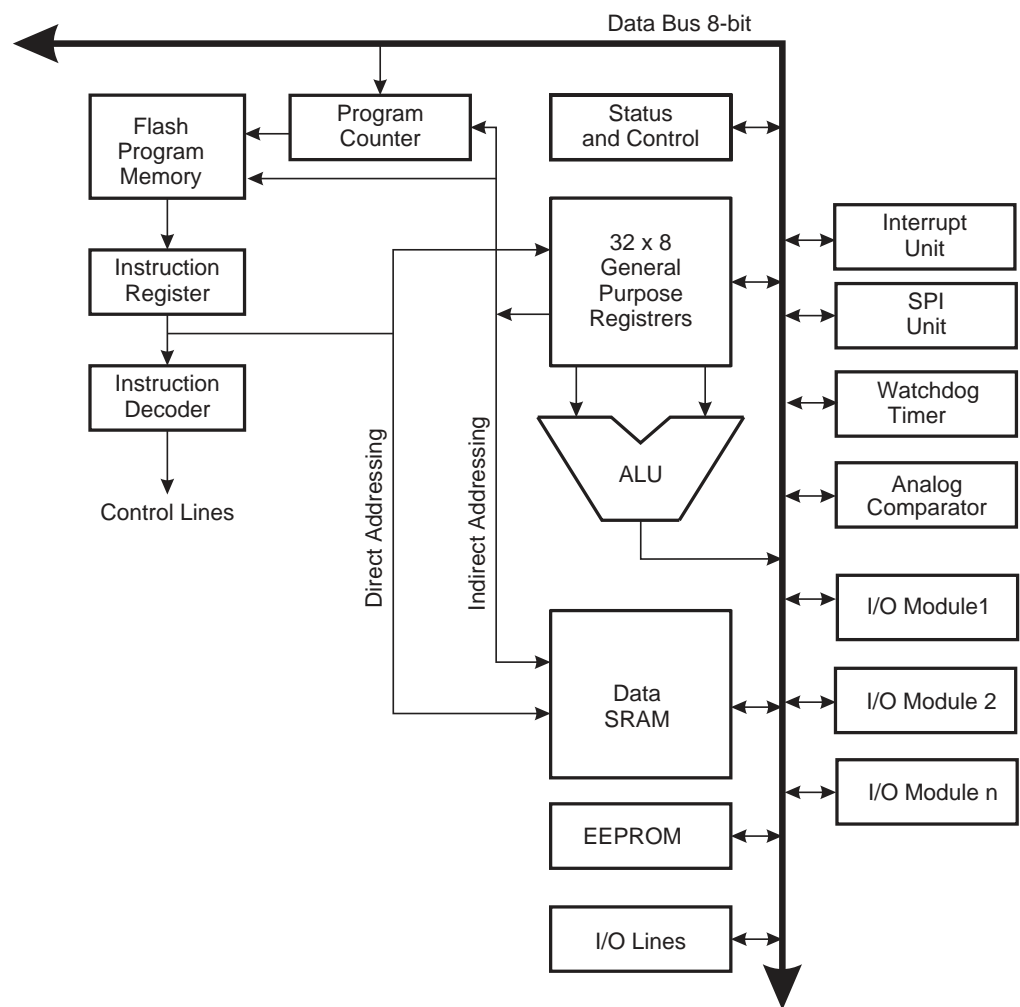 Data Bus 8-bit
Flash
Program
Memory
Program
Counter
Status
and Control
32 x 8
General
Purpose
Registrers
Instruction
Register
Instruction
Decoder
Control Lines
Direct Addressing
Indirect Addressing
ALU
Interrupt
Unit
SPI
Unit
Watchdog
Timer
Analog
Comparator
I/O Module1
Data
SRAM
I/O Module 2
I/O Module n
EEPROM
I/O Lines